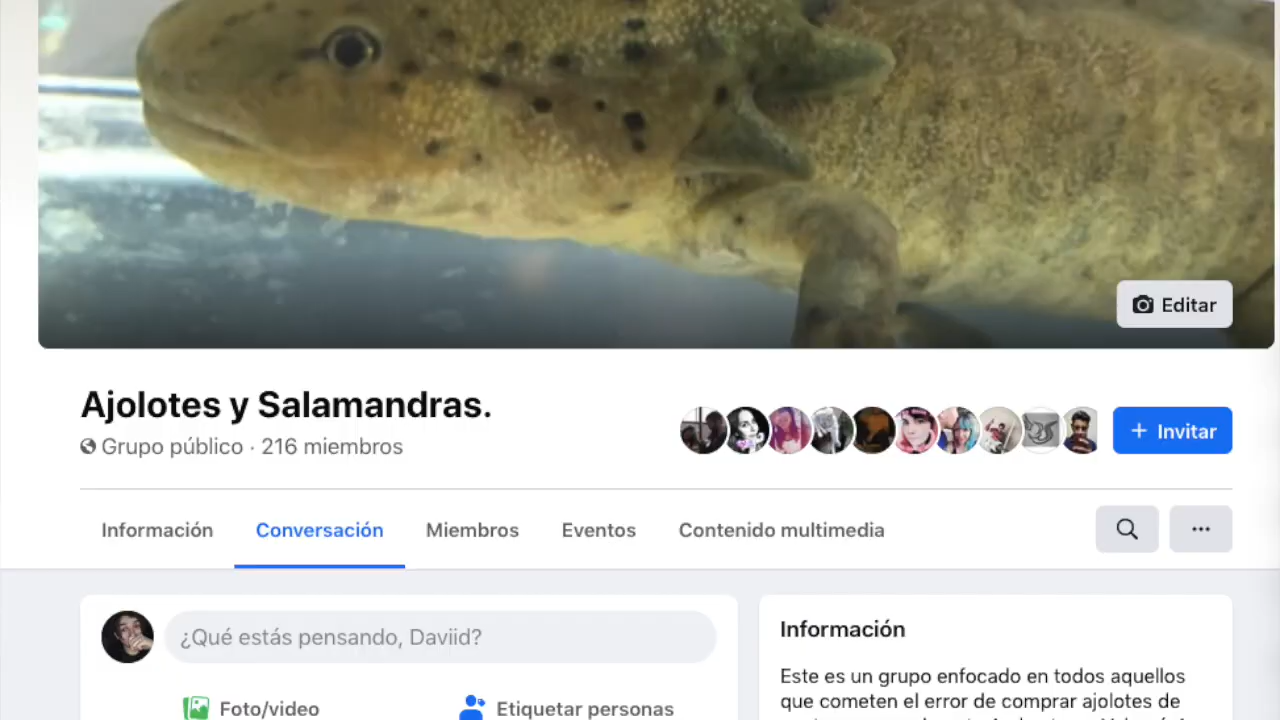 Editar
Ajolotes y Salamandras.
Grupo público · 216 miembros
+ Invitar
Información
Conversación
Miembros
Eventos
Contenido multimedia
¿Qué estás pensando, Daviid?
Foto/video
Etiquetar personas
Información
Este es un grupo enfocado en todos aquellos
que cometen el error de comprar ajolotes de